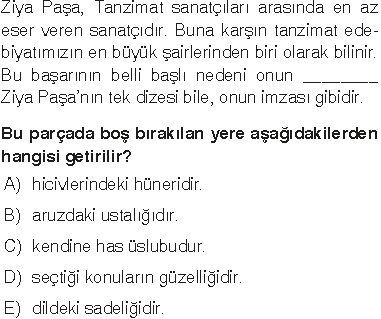 Ziya Paşa, Tanzimat sanatçıları arasında en az
eser veren sanatçıdır. Buna karşın tanzimat ede-
biyatımızın en büyük şairlerinden biri olarak bilinir.
Bu başarının belli başlı nedeni onun ________
Ziya Paşa'nın tek dizesi bile, onun imzası gibidir.
Bu parçada boş bırakılan yere aşağıdakilerden
hangisi getirilir?
A) hicivlerindeki hüneridir.
B) aruzdaki ustalığıdır.
C) kendine has üslubudur.
D) seçtiği konuların güzelliğidir.
E) dildeki sadeliğidir.